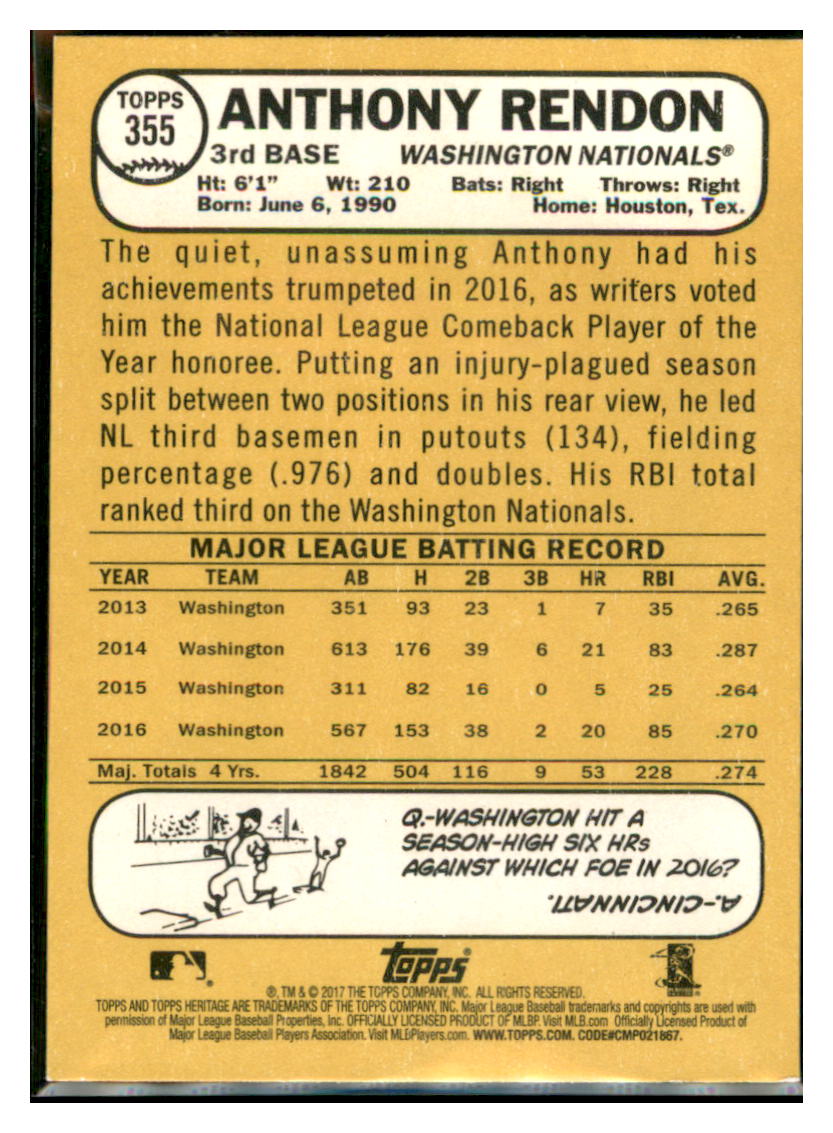 TOPPS
355
ANTHONY RENDON
3rd BASE WASHINGTON NATIONALS®
Ht: 6'1" Wt: 210 Bats: Right Throws: Right
Born: June 6, 1990 Home: Houston, Tex.
The quiet, unassuming Anthony had his
achievements trumpeted in 2016, as writers voted
him the National League Comeback Player of the
Year honoree. Putting an injury-plagued season
split between two positions in his rear view, he led
NL third basemen in putouts (134), fielding
percentage (.976) and doubles. His RBI total
ranked third on the Washington Nationals.
MAJOR LEAGUE BATTING RECORD
YEAR TEAM AB H 2B 3B HR RBI AVG.
2013 Washington 351 93 23 1 7 35 .265
2014 Washington 613 176 39 6 21 83 .287
2015 Washington 311 82 16 0 5 25 .264
2016 Washington 567 153 38 2 20 85 .270
Maj. Totals 4 Yrs. 1842 504 116 9 53 228 .274
Q.-WASHINGTON HIT A
SEASON-HIGH SIX HRs
AGAINST WHICH FOE IN 2016?
A.-CINCINNATI.
Topps
®, TM & © 2017 THE TOPPS COMPANY, INC. ALL RIGHTS RESERVED.
TOPPS AND TOPPS HERITAGE ARE TRADEMARKS OF THE TOPPS COMPANY, INC. Major League Baseball trademarks and copyrights are used with
permission of Major League Baseball Properties, Inc. OFFICIALLY LICENSED PRODUCT OF MLBP. Visit MLB.com Officially Licensed Product of
Major League Baseball Players Association. Visit MLBPlayers.com. WWW.TOPPS.COM. CODE#CMP021867.